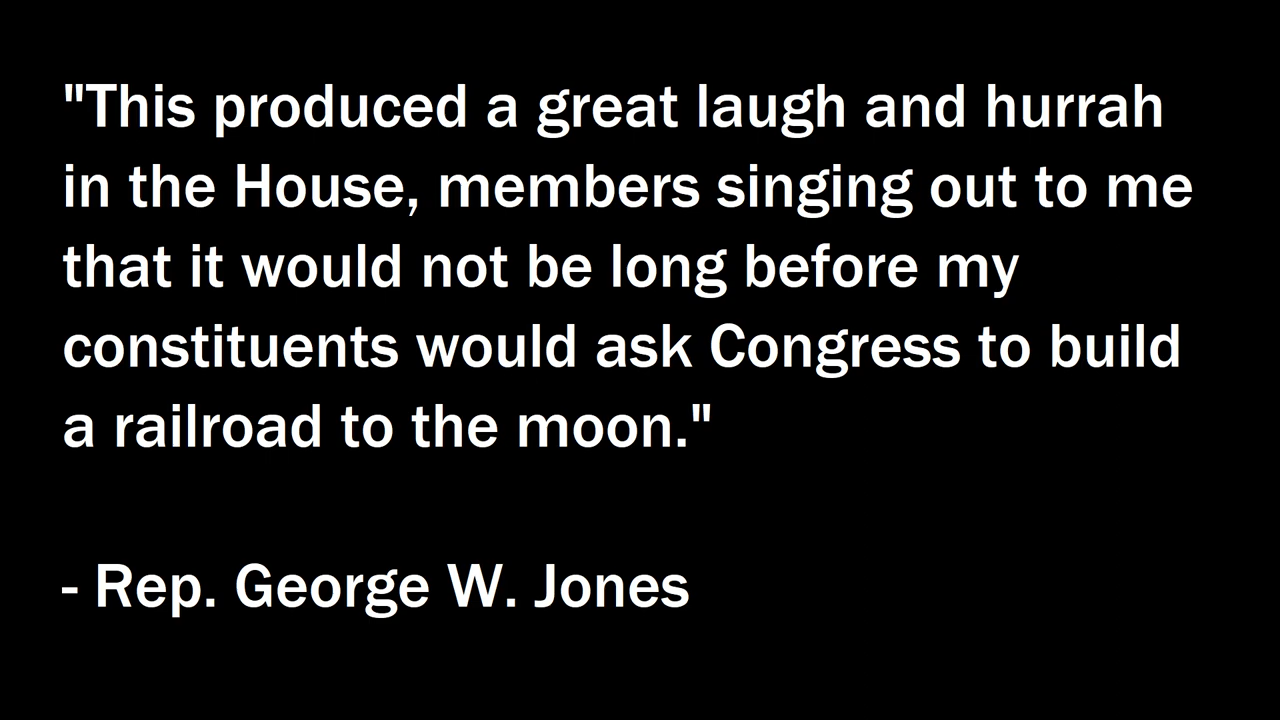 "This produced a great laugh and hurrah
in the House, members singing out to me
that it would not be long before my
constituents would ask Congress to build
a railroad to the moon."
- Rep. George W. Jones